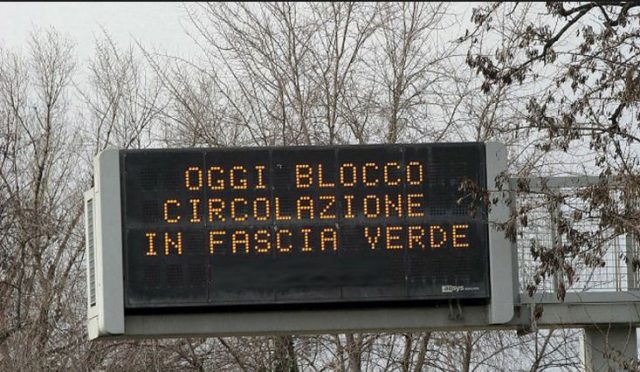 OGGI BLOCCO
CIRCOLAZIONE
IN FASCIA VERDE